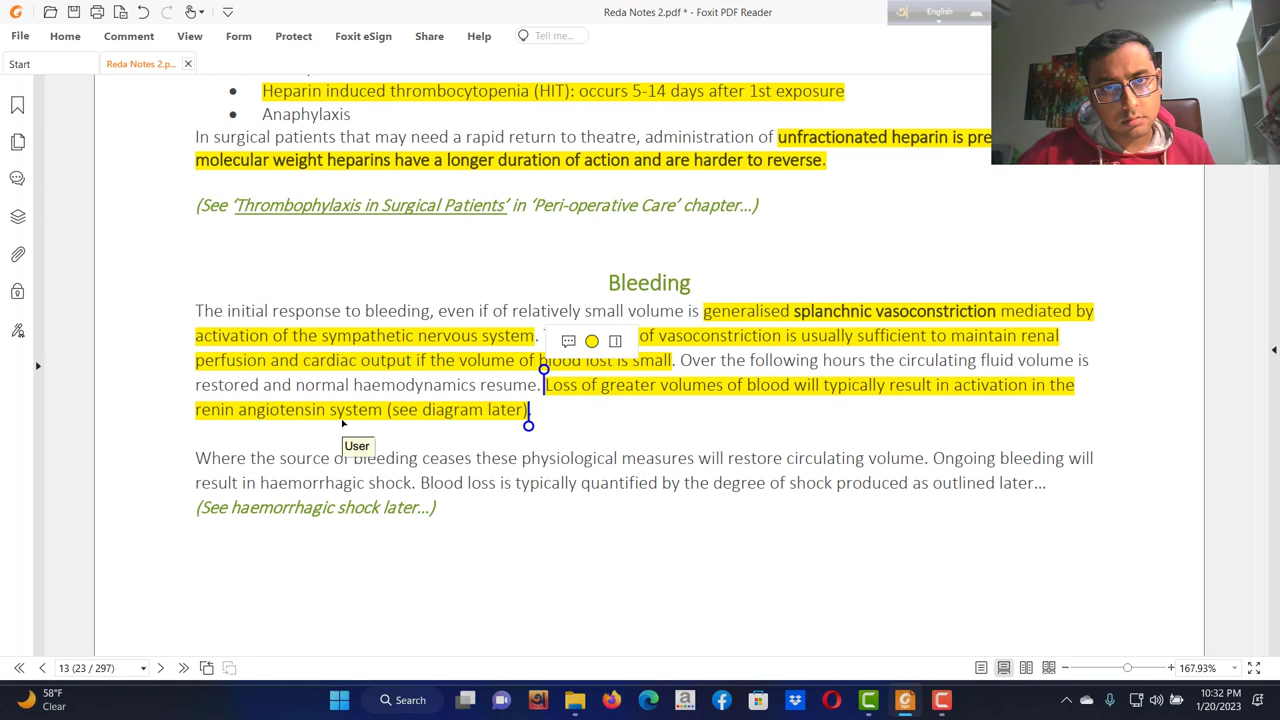 Reda Notes 2.pdf * - Foxit PDF Reader
English
File Home Comment View Form Protect Foxit eSign Share Help Tell me...
Start Reda Notes 2.p...
• Heparin induced thrombocytopenia (HIT): occurs 5-14 days after 1st exposure
• Anaphylaxis
In surgical patients that may need a rapid return to theatre, administration of unfractionated heparin is
molecular weight heparins have a longer duration of action and are harder to reverse.
(See ‘Thrombophylaxis in Surgical Patients’ in ‘Peri-operative Care’ chapter…)
Bleeding
The initial response to bleeding, even if of relatively small volume is generalised splanchnic vasoconstriction mediated by
activation of the sympathetic nervous system. of vasoconstriction is usually sufficient to maintain renal
perfusion and cardiac output if the volume of blood lost is small. Over the following hours the circulating fluid volume is
restored and normal haemodynamics resume. Loss of greater volumes of blood will typically result in activation in the
renin angiotensin system (see diagram later).
User
Where the source of bleeding ceases these physiological measures will restore circulating volume. Ongoing bleeding will
result in haemorrhagic shock. Blood loss is typically quantified by the degree of shock produced as outlined later…
(See haemorrhagic shock later…)
13 (23 / 297) 167.93%
58°F
Clear
Search
10:32 PM
1/20/2023